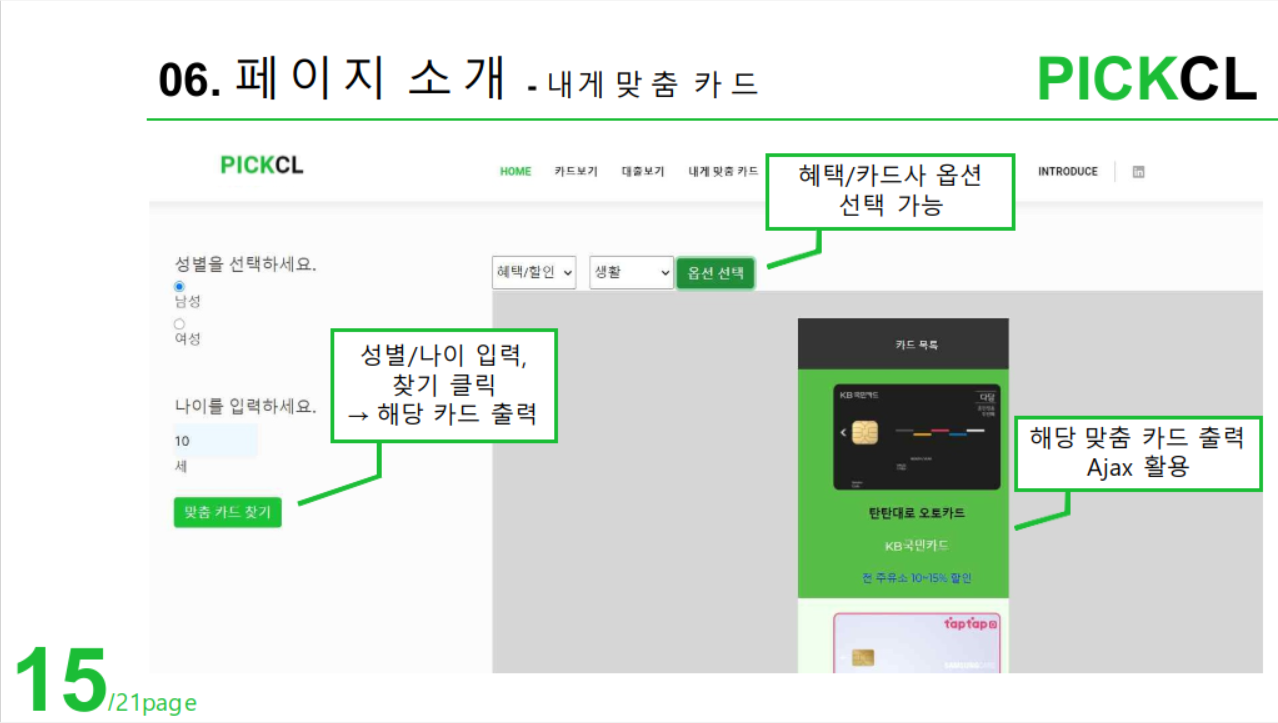 06. 페이지 소개 - 내게 맞춤 카드
PICKCL
PICKCL
HOME 카드보기 대출보기 내게 맞춤 카드
INTRODUCE
in
혜택/카드사 옵션
선택 가능
성별을 선택하세요.
남성
여성
혜택/할인 생활 옵션 선택
성별/나이 입력,
찾기 클릭
→ 해당 카드 출력
나이를 입력하세요.
10
세
맞춤 카드 찾기
카드 목록
KB 국민카드
다담
해당 맞춤 카드 출력
Ajax 활용
탄탄대로 오토카드
KB국민카드
전 주유소 10~15% 할인
taptap
SAMSUNG CARD
15/21page